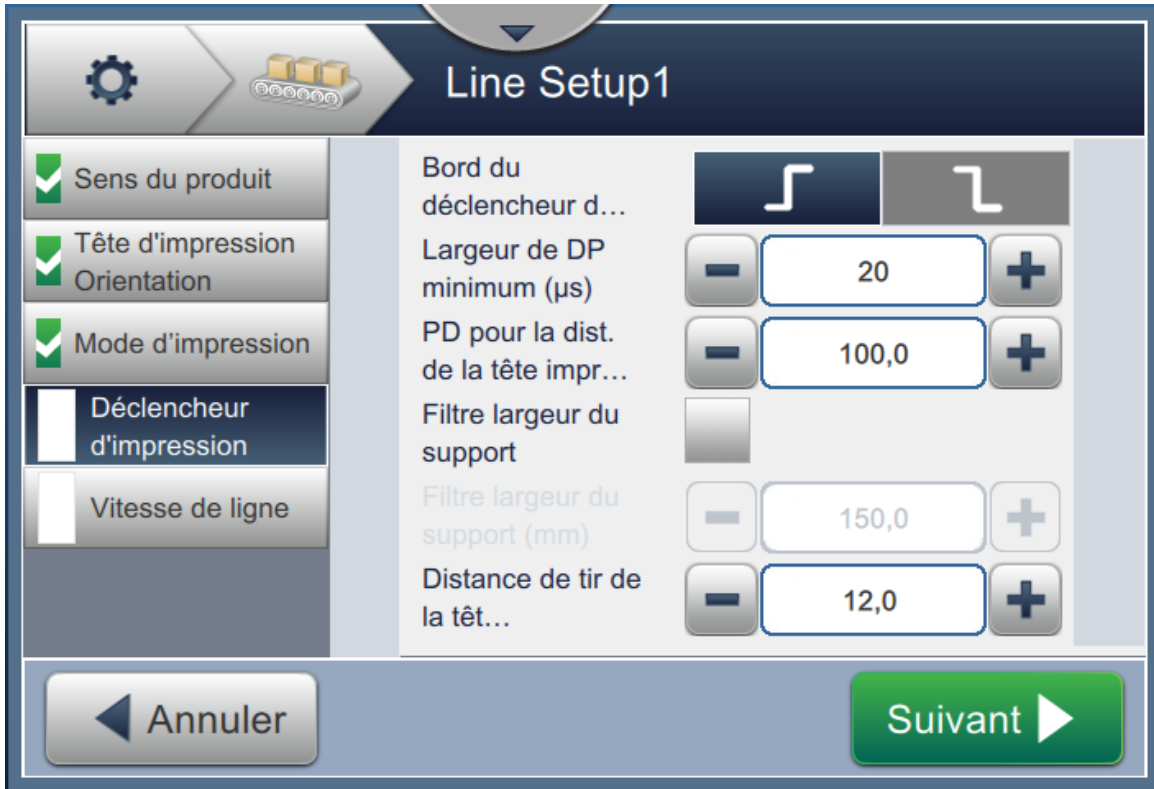 Line Setup1
Sens du produit
Tête d'impression
Orientation
Mode d’impression
Déclencheur
d'impression
Vitesse de ligne
Bord du
déclencheur d…
Largeur de DP
minimum (µs)
20
PD pour la dist.
de la tête impr…
100,0
Filtre largeur du
support
Filtre largeur du
support (mm)
150,0
Distance de tir de
la têt…
12,0
Annuler
Suivant